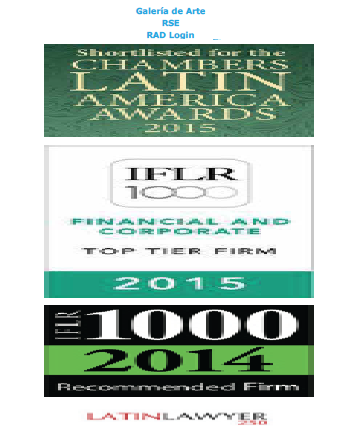 Galería de Arte
RSE
RAD Login
Shortlisted for the
CHAMBERS
LATIN
AMERICA
AWARDS
2015
IFLR
1000
FINANCIAL AND
CORPORATE
TOP TIER FIRM
2015
IFLR 1000
2014
Recommended Firm
LATINLAWYER
250